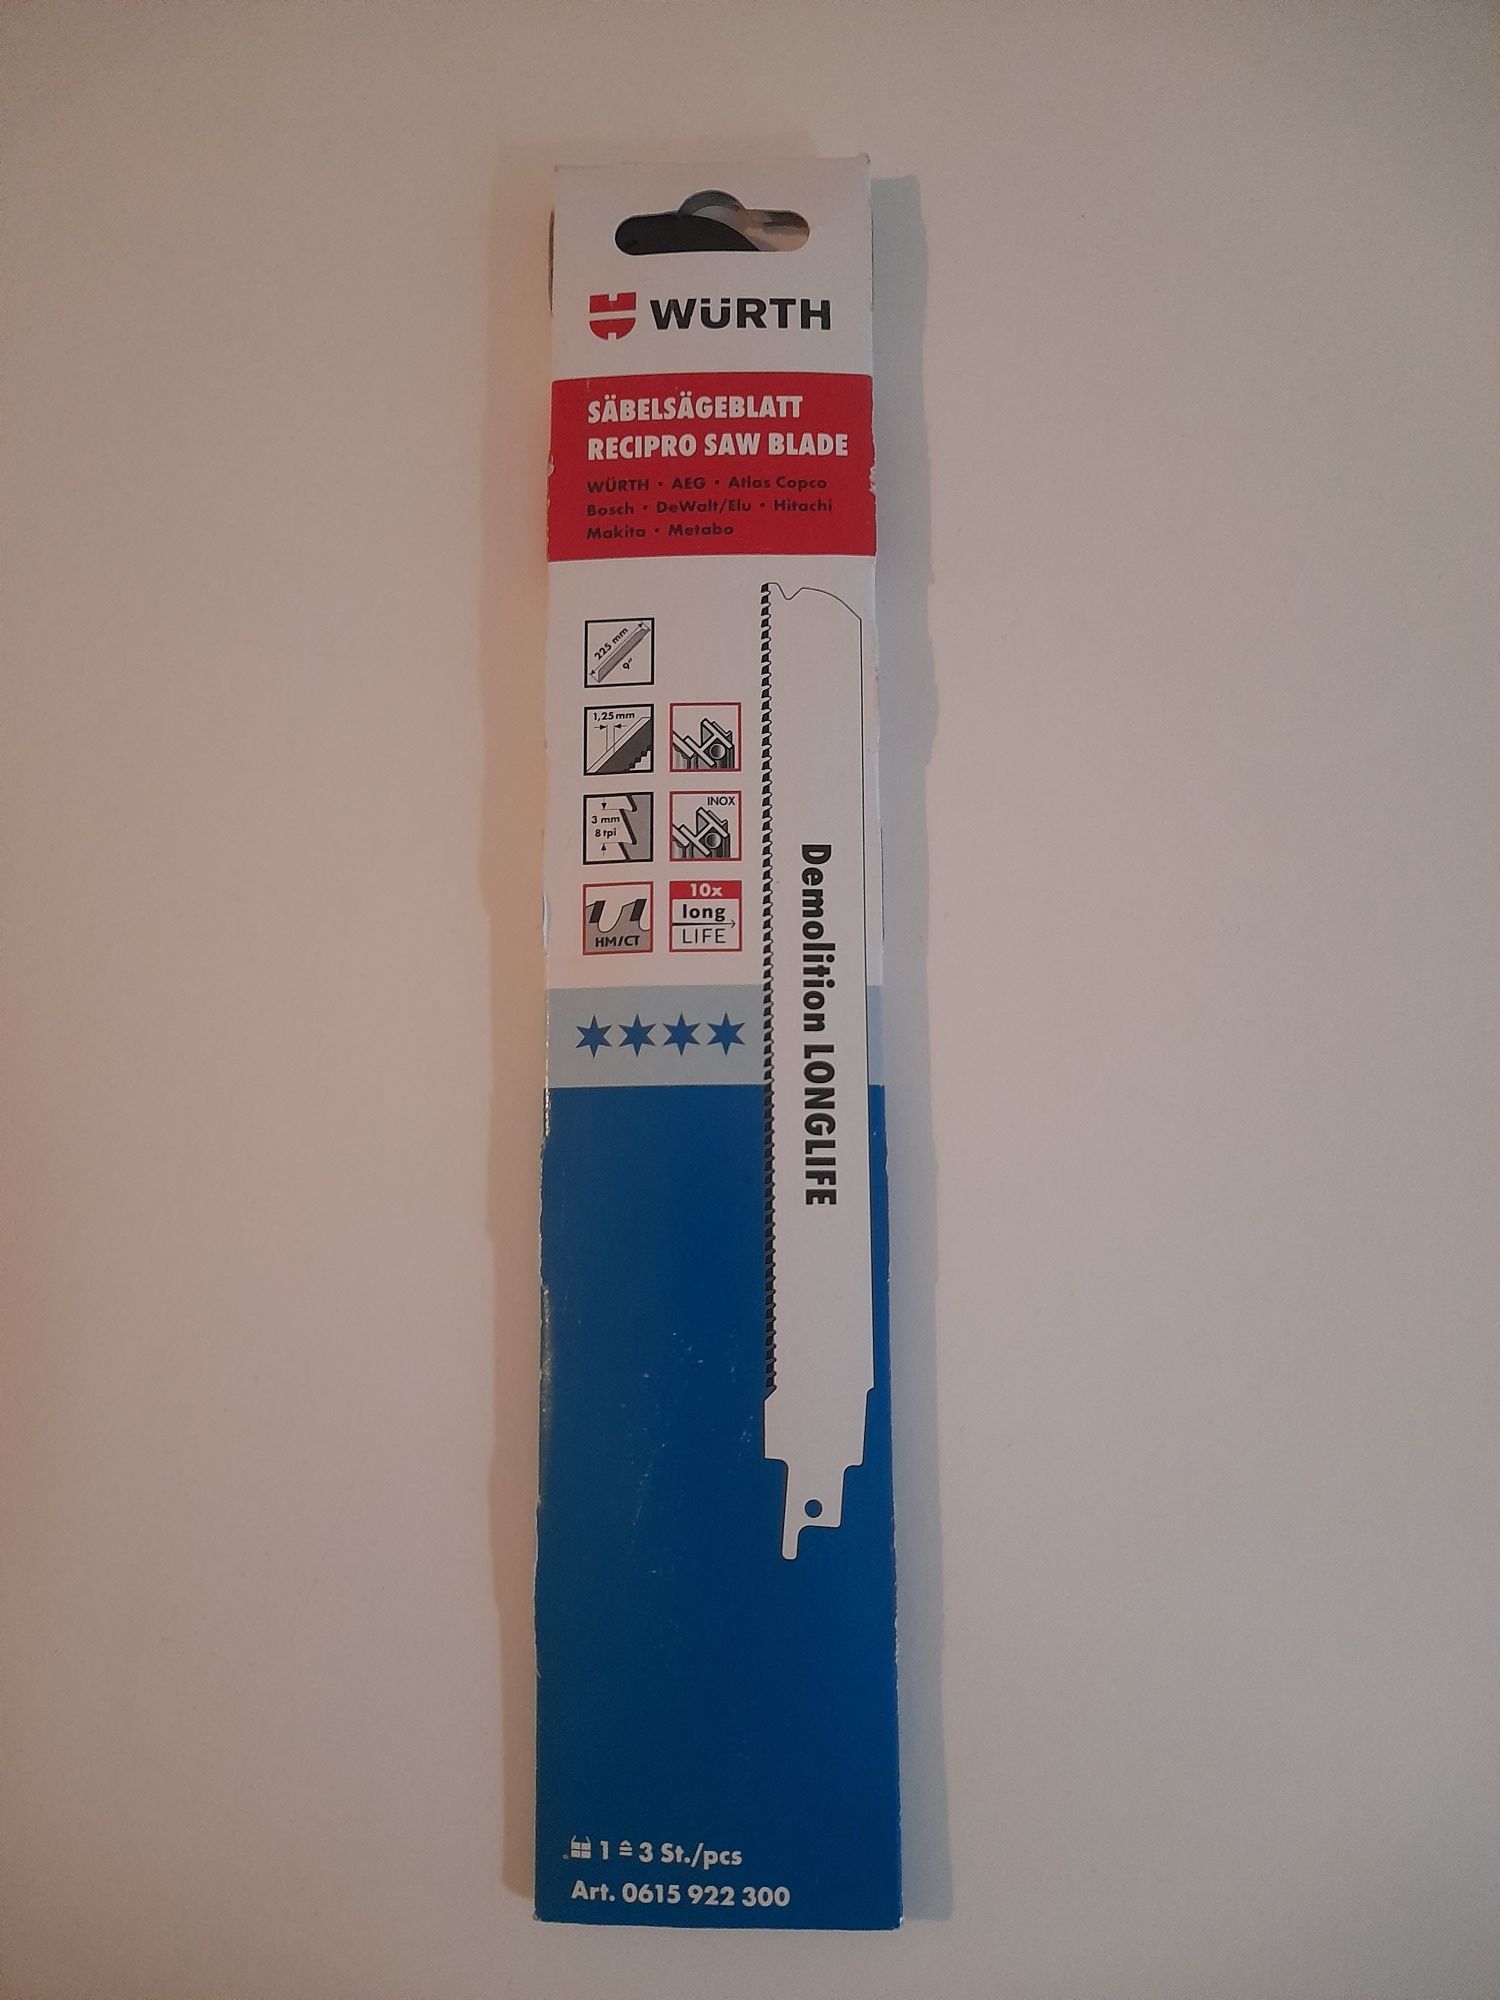 WÜRTH
SÄBELSÄGEBLATT
RECIPRO SAW BLADE
WÜRTH • AEG • Atlas Copco
Bosch • DeWalt/Elu • Hitachi
Makita • Metabo
225 mm
9"
1,25 mm
3 mm
8 tpi
INOX
HM/CT
10x
long
LIFE
Demolition LONGLIFE
1 ≙ 3 St./pcs
Art. 0615 922 300